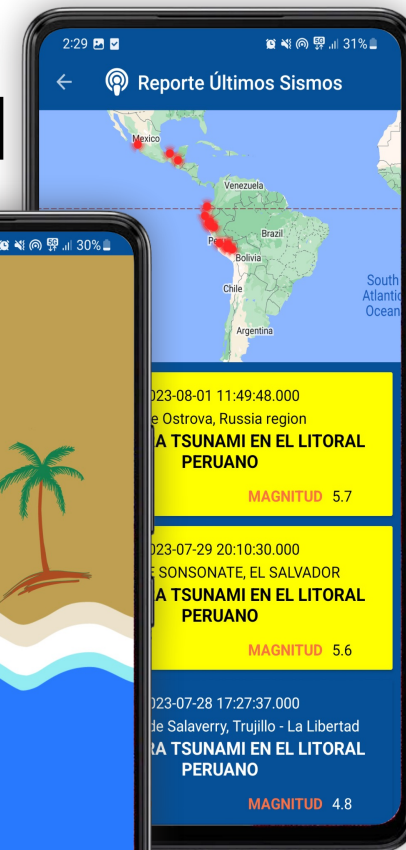 2:29
31%
Reporte Últimos Sismos
Mexico
Venezuela
Brazil
Bolivia
Chile
South
Atlantic
Ocean
Argentina
30%
023-08-01 11:49:48.000
Ostrova, Russia region
A TSUNAMI EN EL LITORAL
PERUANO
MAGNITUD 5.7
023-07-29 20:10:30.000
SONSONATE, EL SALVADOR
A TSUNAMI EN EL LITORAL
PERUANO
MAGNITUD 5.6
023-07-28 17:27:37.000
de Salaverry, Trujillo - La Libertad
RA TSUNAMI EN EL LITORAL
PERUANO
MAGNITUD 4.8